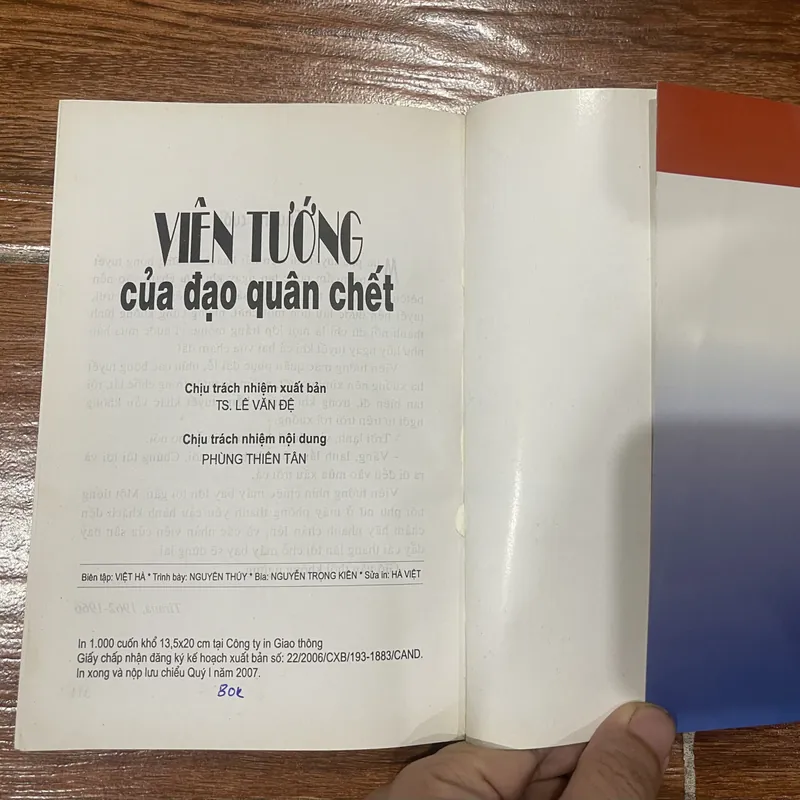 VIÊN TƯỚNG
của đạo quân chết
Chịu trách nhiệm xuất bản
TS. LÊ VĂN ĐỆ
Chịu trách nhiệm nội dung
PHÙNG THIÊN TÂN
Biên tập: VIỆT HÀ * Trình bày: NGUYÊN THỦY * Bìa: NGUYỄN TRỌNG KIÊN * Sửa in: HÀ VIỆT
In 1.000 cuốn khổ 13,5x20 cm tại Công ty in Giao thông
Giấy chấp nhận đăng ký kế hoạch xuất bản số: 22/2006/CXB/193-1883/CAND.
In xong và nộp lưu chiểu Quý I năm 2007.
80k